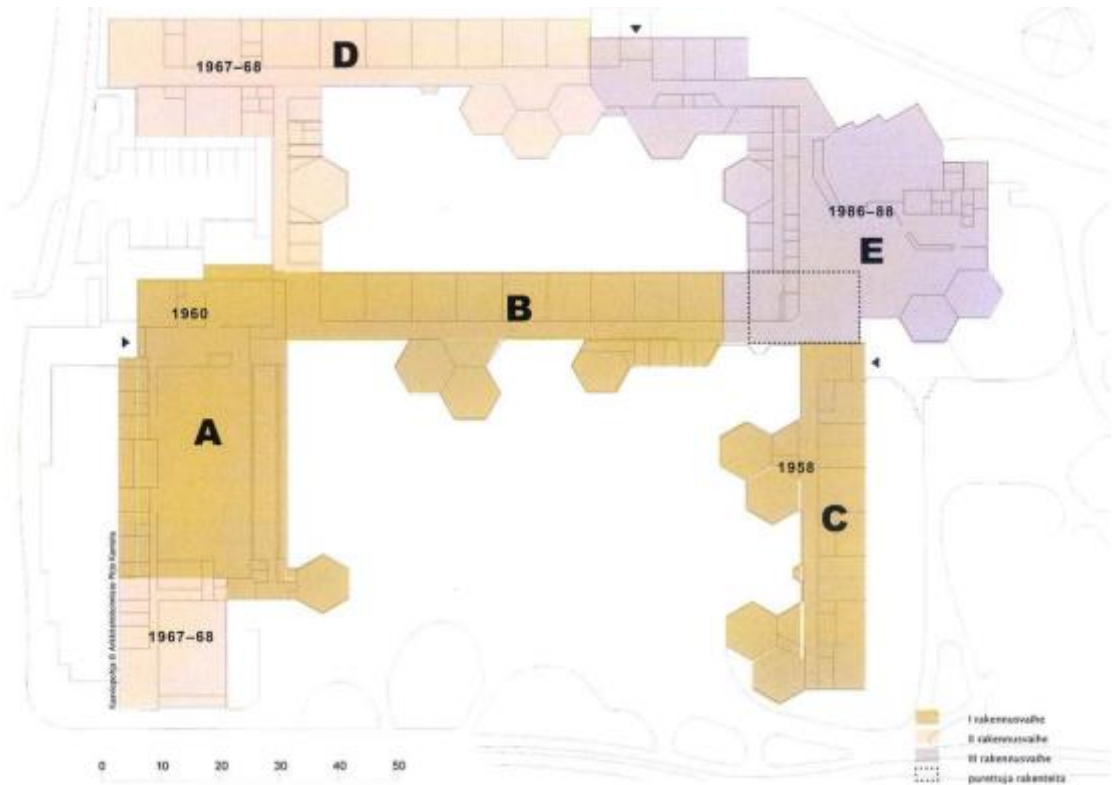 D
1967–68
1986–88
E
B
1960
A
1958
C
1967–68
0 10 20 30 40 50
I rakennusvaihe
II rakennusvaihe
III rakennusvaihe
purettuja rakenteita